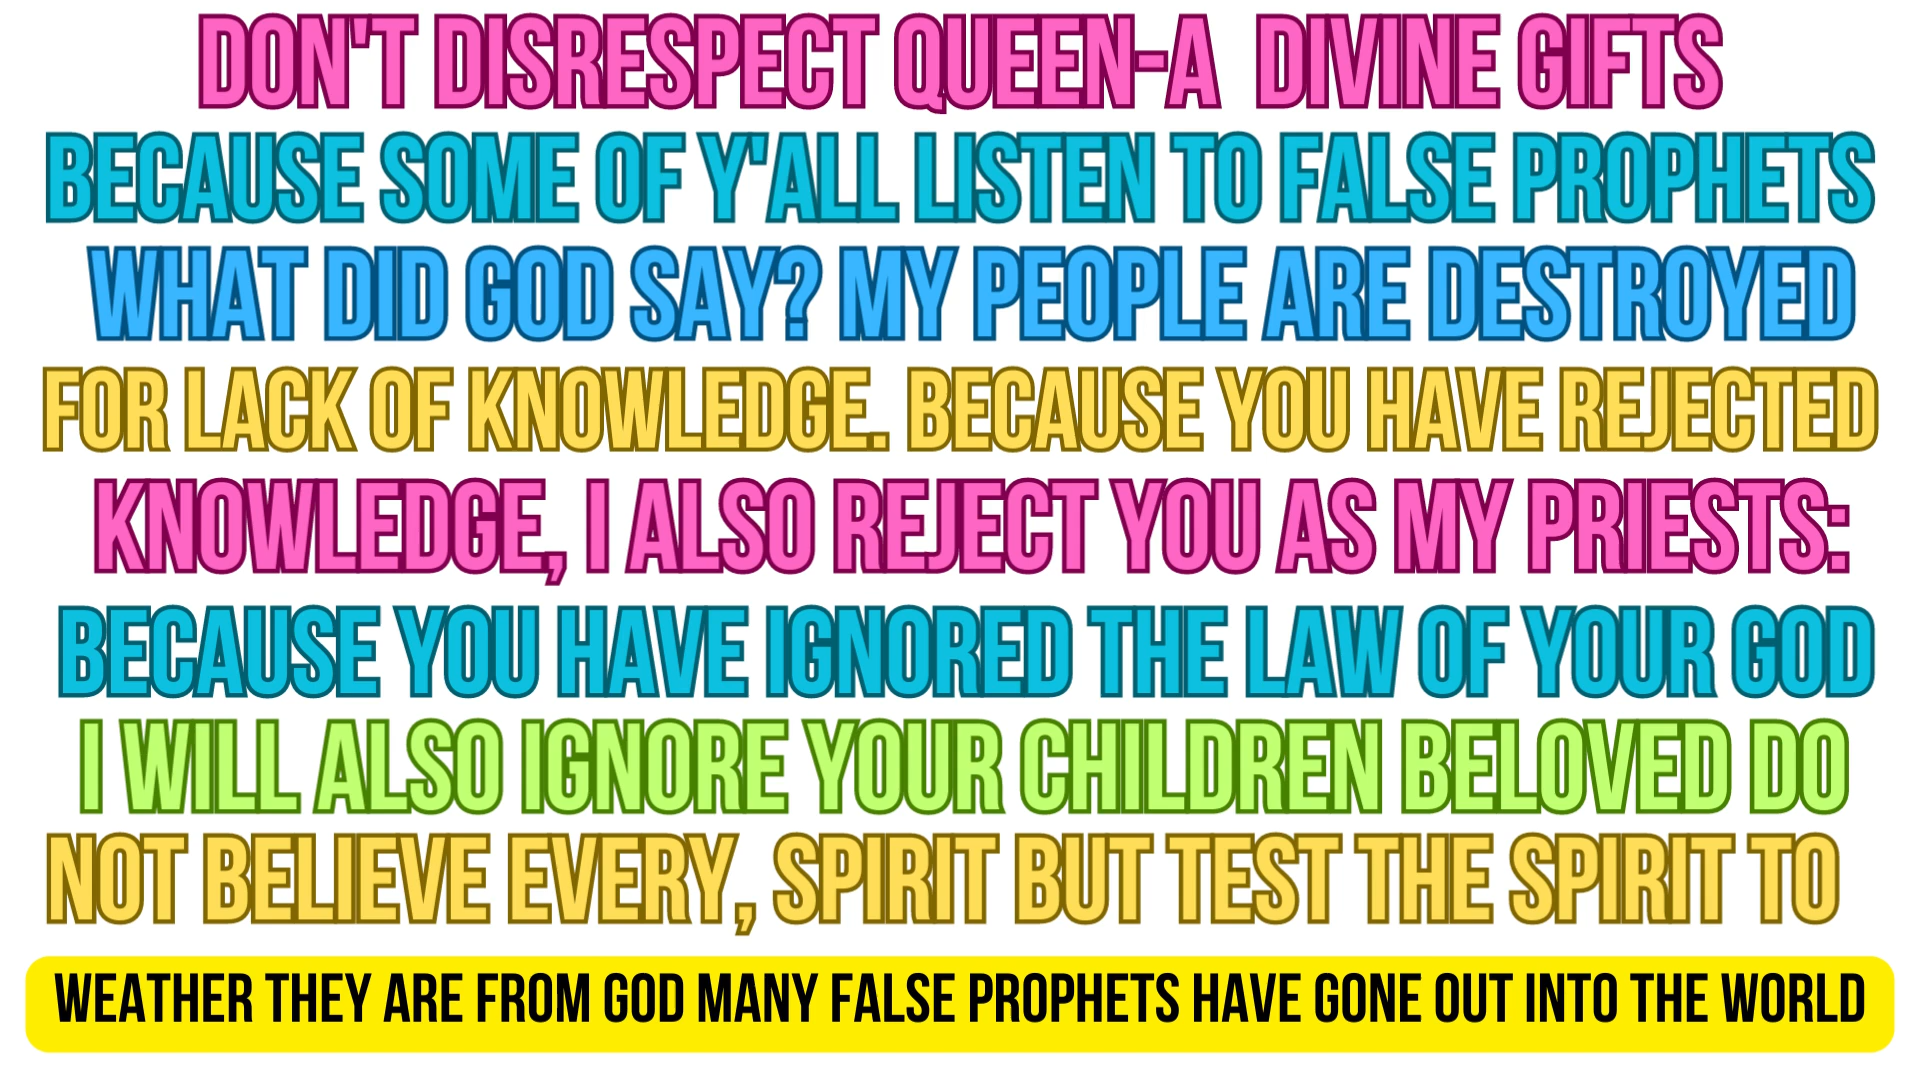 DON'T DISRESPECT QUEEN-A DIVINE GIFTS
BECAUSE SOME OF Y'ALL LISTEN TO FALSE PROPHETS
WHAT DID GOD SAY? MY PEOPLE ARE DESTROYED
FOR LACK OF KNOWLEDGE. BECAUSE YOU HAVE REJECTED
KNOWLEDGE, I ALSO REJECT YOU AS MY PRIESTS:
BECAUSE YOU HAVE IGNORED THE LAW OF YOUR GOD
I WILL ALSO IGNORE YOUR CHILDREN BELOVED DO
NOT BELIEVE EVERY, SPIRIT BUT TEST THE SPIRIT TO
WEATHER THEY ARE FROM GOD MANY FALSE PROPHETS HAVE GONE OUT INTO THE WORLD